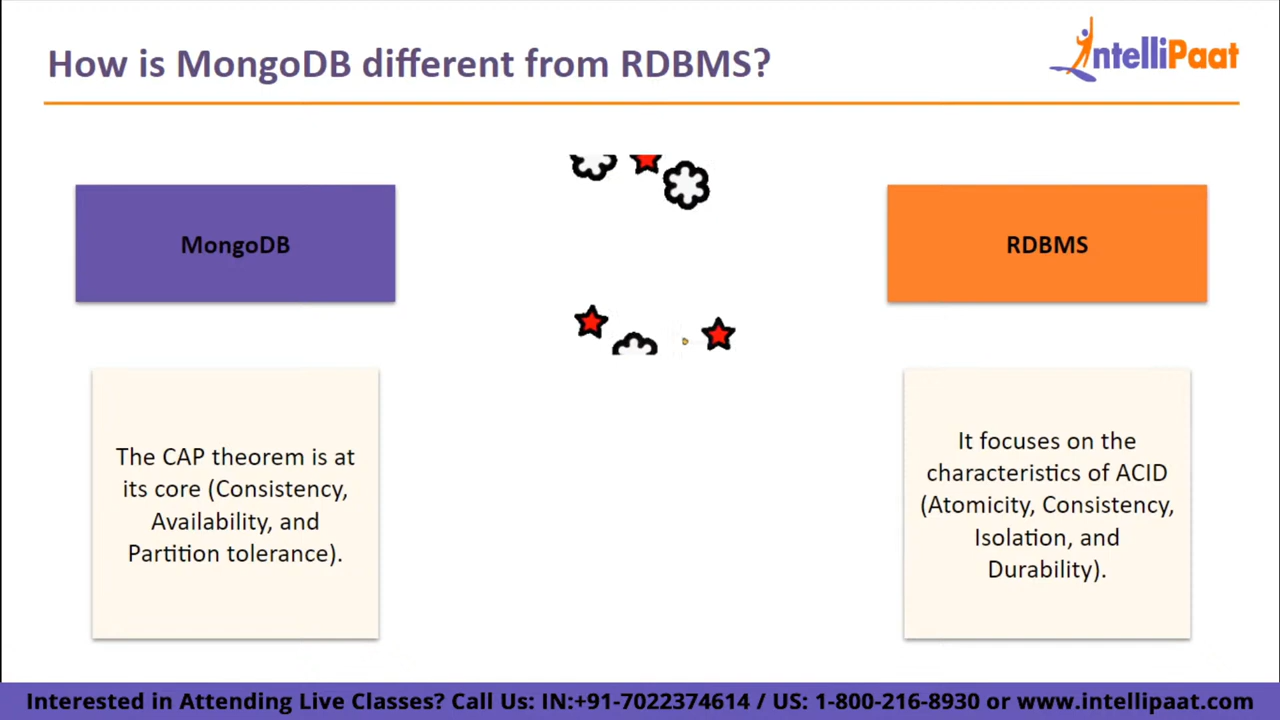 How is MongoDB different from RDBMS?
IntelliPaat
MongoDB
RDBMS
The CAP theorem is at
its core (Consistency,
Availability, and
Partition tolerance).
It focuses on the
characteristics of ACID
(Atomicity, Consistency,
Isolation, and
Durability).
Interested in Attending Live Classes? Call Us: IN:+91-7022374614 / US: 1-800-216-8930 or www.intellipaat.com